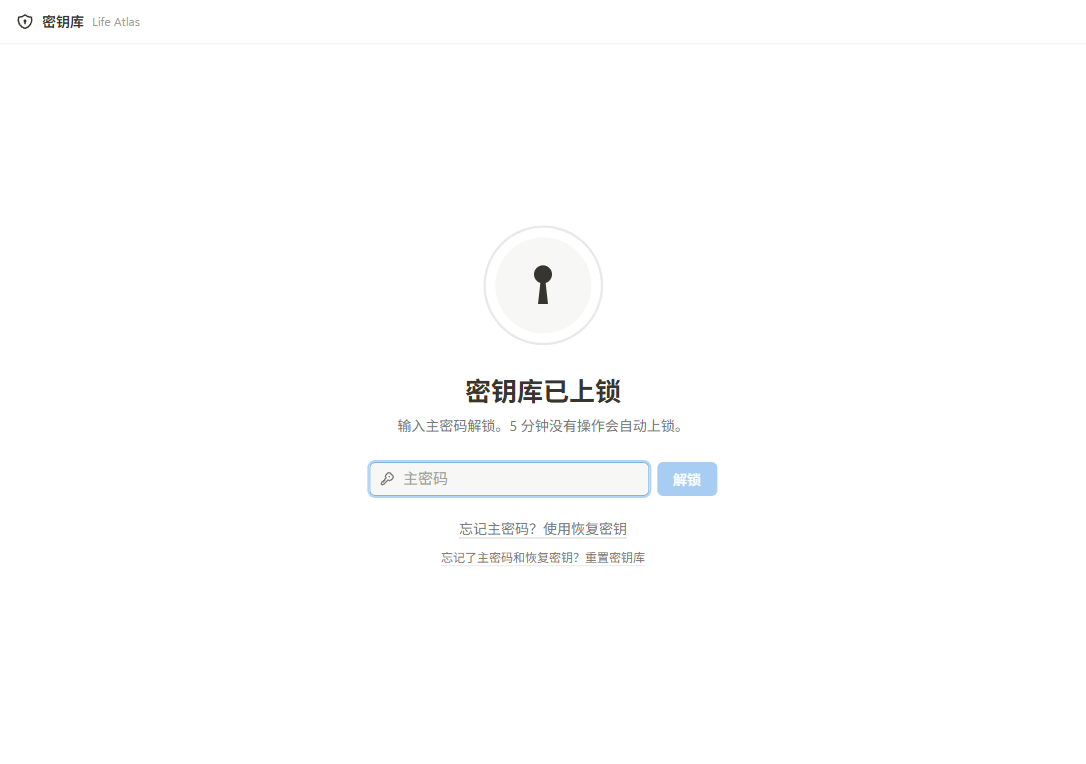 密钥库 Life Atlas
密钥库已上锁
输入主密码解锁。5 分钟没有操作会自动上锁。
主密码 解锁
忘记主密码？使用恢复密钥
忘记了主密码和恢复密钥？重置密钥库